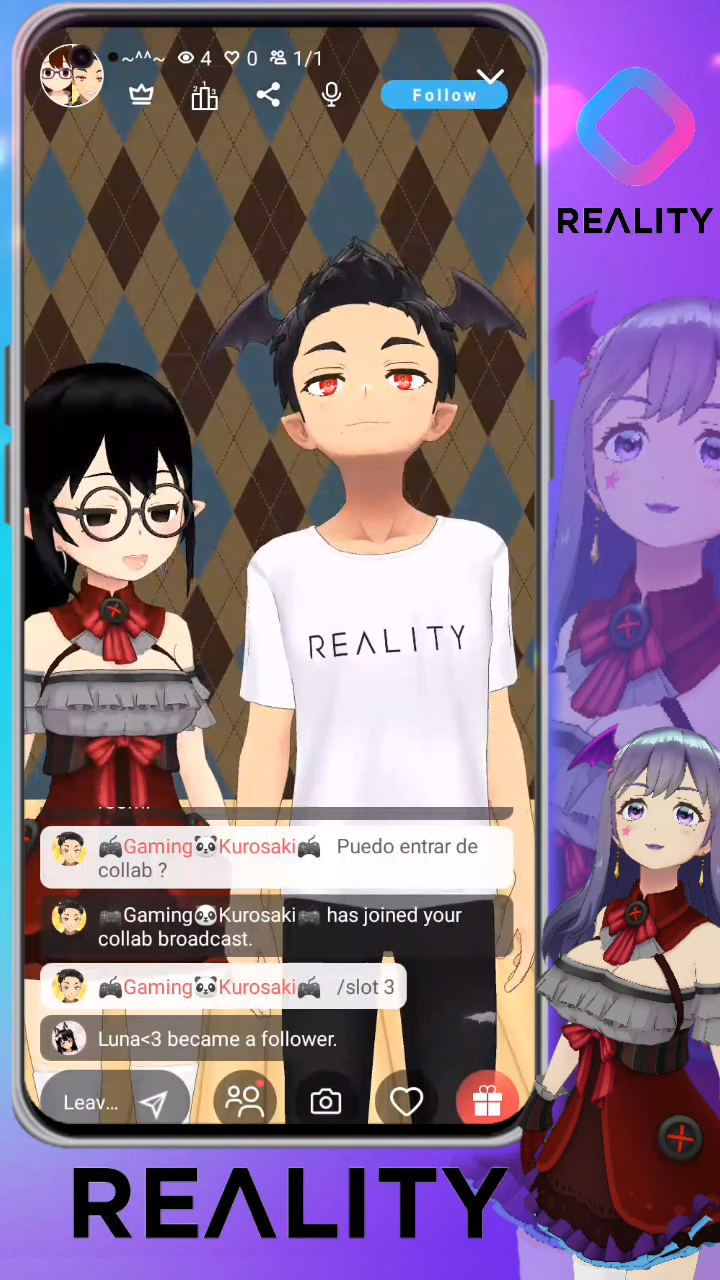 ~^^~ 4 0 1/1
Follow
REALITY
REALITY
🎮Gaming🐼Kurosaki🎮 Puedo entrar de
collab ?
🎮Gaming🐼Kurosaki🎮 has joined your
collab broadcast.
🎮Gaming🐼Kurosaki🎮 /slot 3
Luna<3 became a follower.
Leav...
REALITY